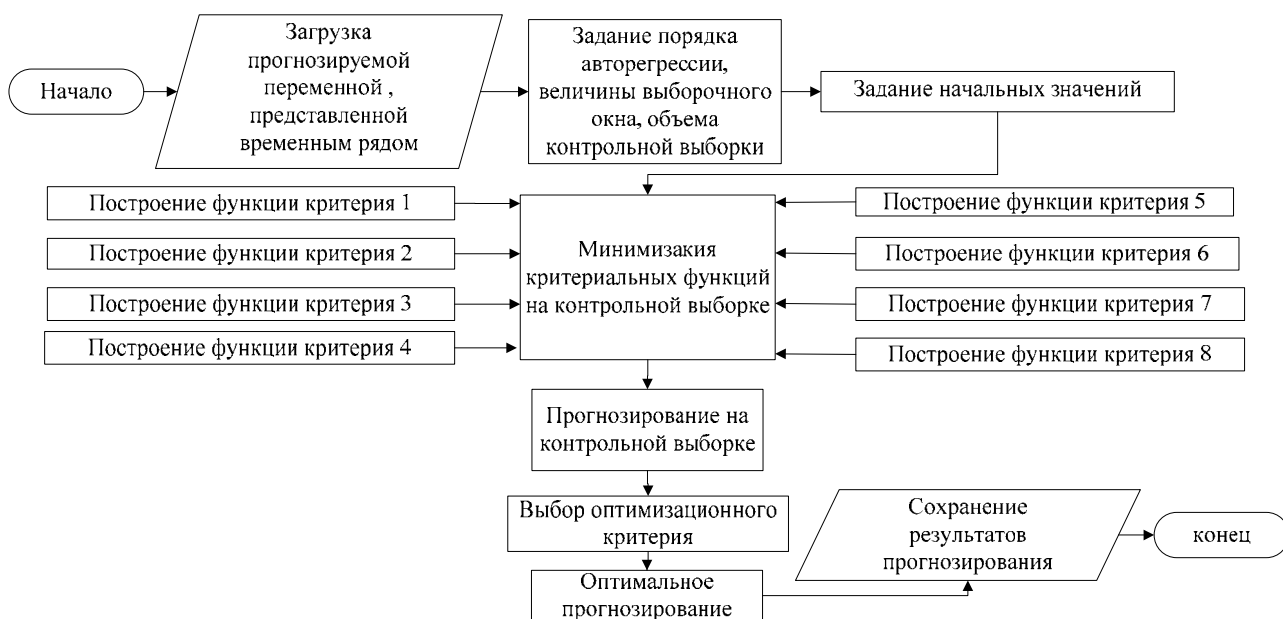 Начало
Загрузка
прогнозируемой
переменной ,
представленной
временным рядом
Задание порядка
авторегрессии,
величины выборочного
окна, объема
контрольной выборки
Задание начальных значений
Построение функции критерия 1
Построение функции критерия 2
Построение функции критерия 3
Построение функции критерия 4
Минимизакия
критериальных функций
на контрольной выборке
Построение функции критерия 5
Построение функции критерия 6
Построение функции критерия 7
Построение функции критерия 8
Прогнозирование на
контрольной выборке
Выбор оптимизационного
критерия
Оптимальное
прогнозирование
Сохранение
результатов
прогнозирования
конец